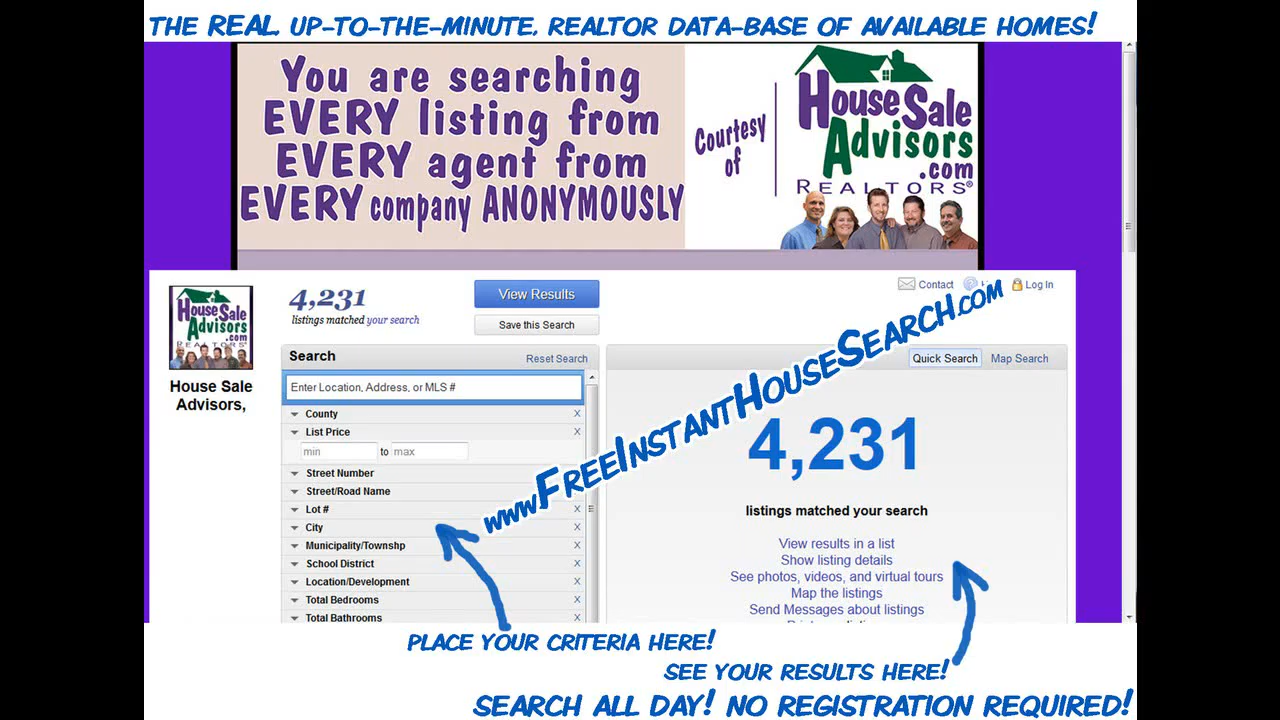 THE REAL, UP-TO-THE-MINUTE, REALTOR DATA-BASE OF AVAILABLE HOMES!
You are searching
EVERY listing from
EVERY agent from
EVERY company ANONYMOUSLY
Courtesy
of
HouseSale
Advisors
.com
REALTORS®
HouseSale
Advisors
.com
REALTORS®
House Sale
Advisors,
4,231
listings matched your search
View Results
Save this Search
Contact
Log In
Search
Reset Search
Quick Search
Map Search
Enter Location, Address, or MLS #
County X
List Price X
min to max
Street Number
Street/Road Name
Lot # X
City X
Municipality/Townshp X
School District X
Location/Development X
Total Bedrooms X
Total Bathrooms X
www.FreeInstantHouseSearch.com
4,231
listings matched your search
View results in a list
Show listing details
See photos, videos, and virtual tours
Map the listings
Send Messages about listings
PLACE YOUR CRITERIA HERE!
SEE YOUR RESULTS HERE!
SEARCH ALL DAY! NO REGISTRATION REQUIRED!